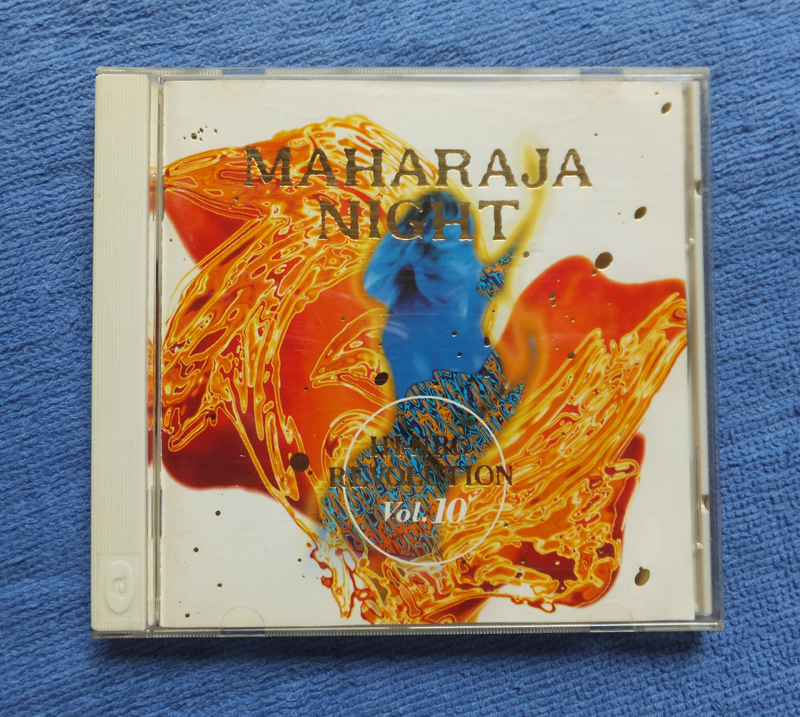 MAHARAJA
NIGHT
HI-NRG
REVOLUTION
Vol.10
a